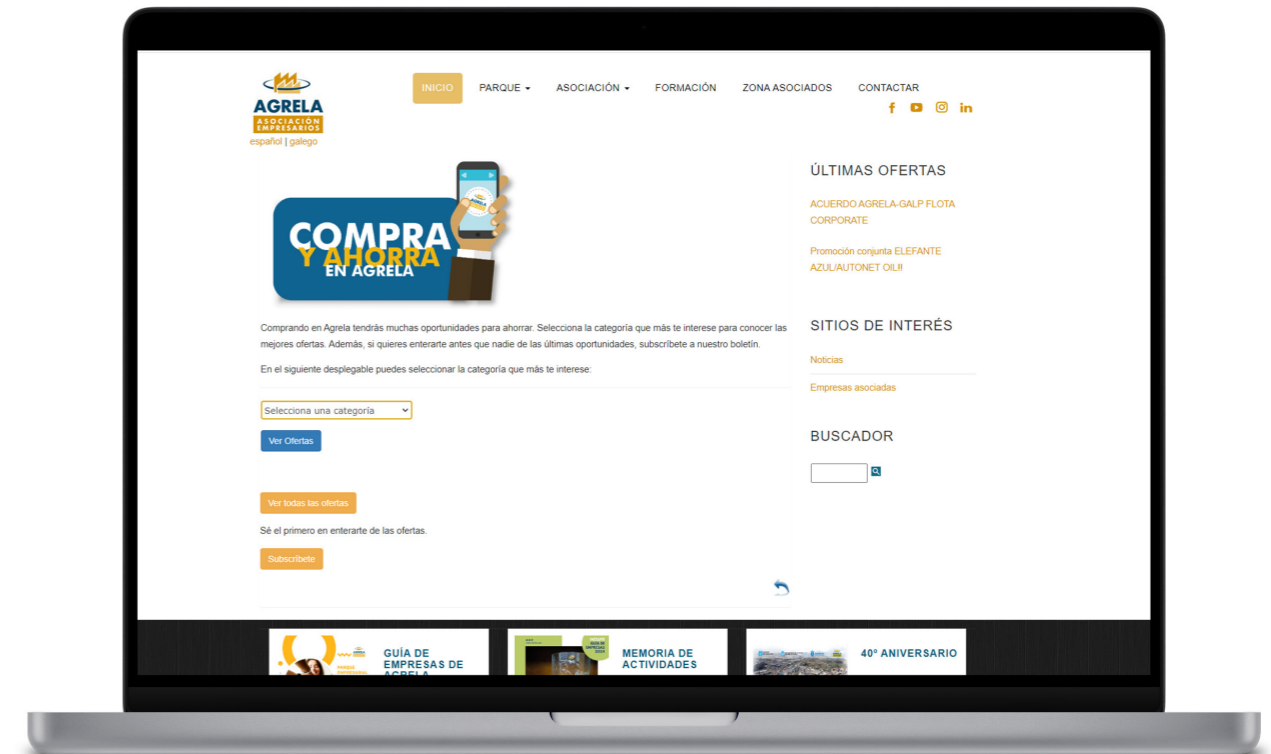 AGRELA
ASOCIACIÓN
EMPRESARIOS
español | galego
INICIO
PARQUE
ASOCIACIÓN
FORMACIÓN
ZONA ASOCIADOS
CONTACTAR
COMPRA
Y AHORRA
EN AGRELA
AGRELA
Comprando en Agrela tendrás muchas oportunidades para ahorrar. Selecciona la categoría que más te interese para conocer las
mejores ofertas. Además, si quieres enterarte antes que nadie de las últimas oportunidades, subscríbete a nuestro boletín.
En el siguiente desplegable puedes seleccionar la categoría que más te interese:
Selecciona una categoría
Ver Ofertas
Ver todas las ofertas
Sé el primero en enterarte de las ofertas.
Subscríbete
ÚLTIMAS OFERTAS
ACUERDO AGRELA-GALP FLOTA
CORPORATE
Promoción conjunta ELEFANTE
AZUL/AUTONET OIL!!
SITIOS DE INTERÉS
Noticias
Empresas asociadas
BUSCADOR
GUÍA DE
EMPRESAS DE
AGRELA
MEMORIA DE
ACTIVIDADES
40º ANIVERSARIO